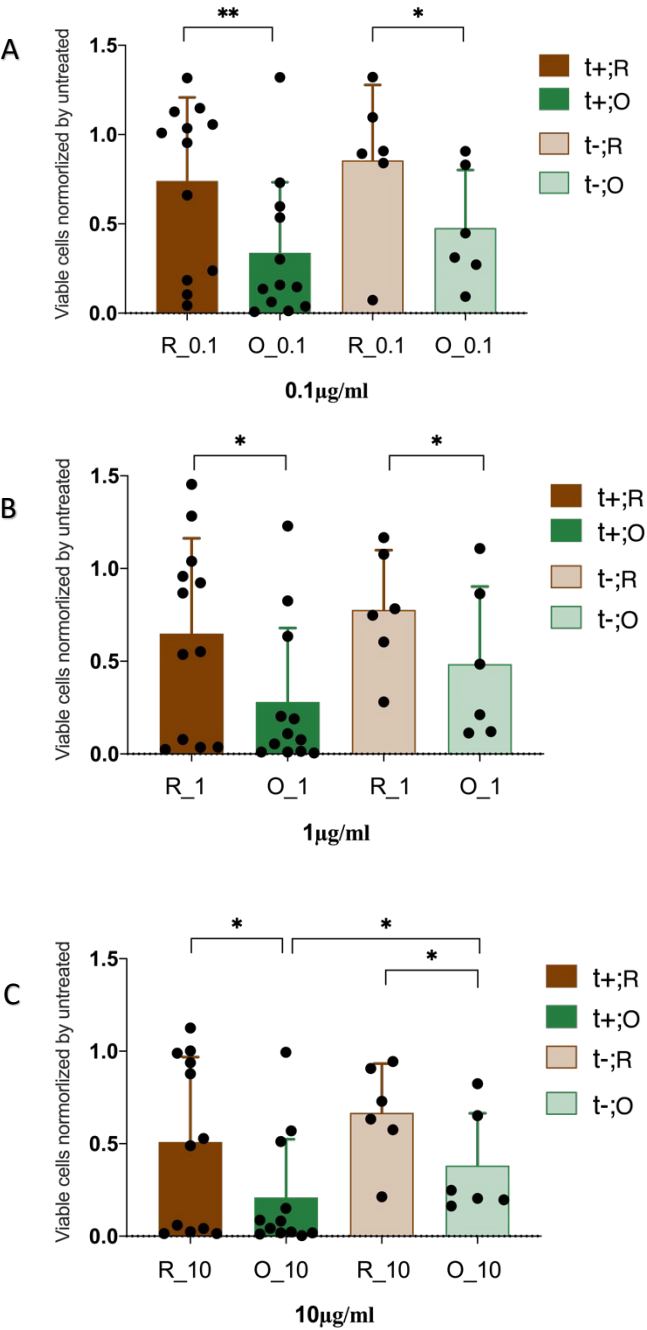 A
** *
Viable cells normorlized by untreated
1.5
1.0
0.5
0.0
R_0.1 O_0.1 R_0.1 O_0.1
0.1µg/ml
t+;R
t+;O
t-;R
t-;O
B
* *
Viable cells normorlized by untreated
1.5
1.0
0.5
0.0
R_1 O_1 R_1 O_1
1µg/ml
t+;R
t+;O
t-;R
t-;O
C
* *
*
Viable cells normorlized by untreated
1.5
1.0
0.5
0.0
R_10 O_10 R_10 O_10
10µg/ml
t+;R
t+;O
t-;R
t-;O